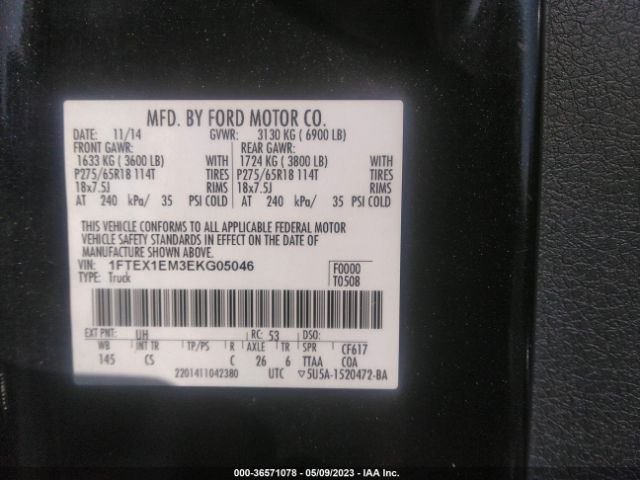 MFD. BY FORD MOTOR CO.
DATE: 11/14 GVWR: 3130 KG ( 6900 LB)
FRONT GAWR: REAR GAWR:
1633 KG ( 3600 LB) WITH 1724 KG ( 3800 LB) WITH
P275/65R18 114T TIRES P275/65R18 114T TIRES
18x7.5J RIMS 18x7.5J RIMS
AT 240 kPa/ 35 PSI COLD AT 240 kPa/ 35 PSI COLD
THIS VEHICLE CONFORMS TO ALL APPLICABLE FEDERAL MOTOR
VEHICLE SAFETY STANDARDS IN EFFECT ON THE DATE OF
MANUFACTURE SHOWN ABOVE.
VIN: 1FTEX1EM3EKG05046 F0000
TYPE: Truck T0508
EXT PNT: UH RC: 53 DSO:
WB INT TR TP/PS R AXLE TR SPR CF617
145 CS C 26 6 TTAA COA
2201411042380 UTC ▽5U5A-1520472-BA
000-36571078 - 05/09/2023 - IAA Inc.